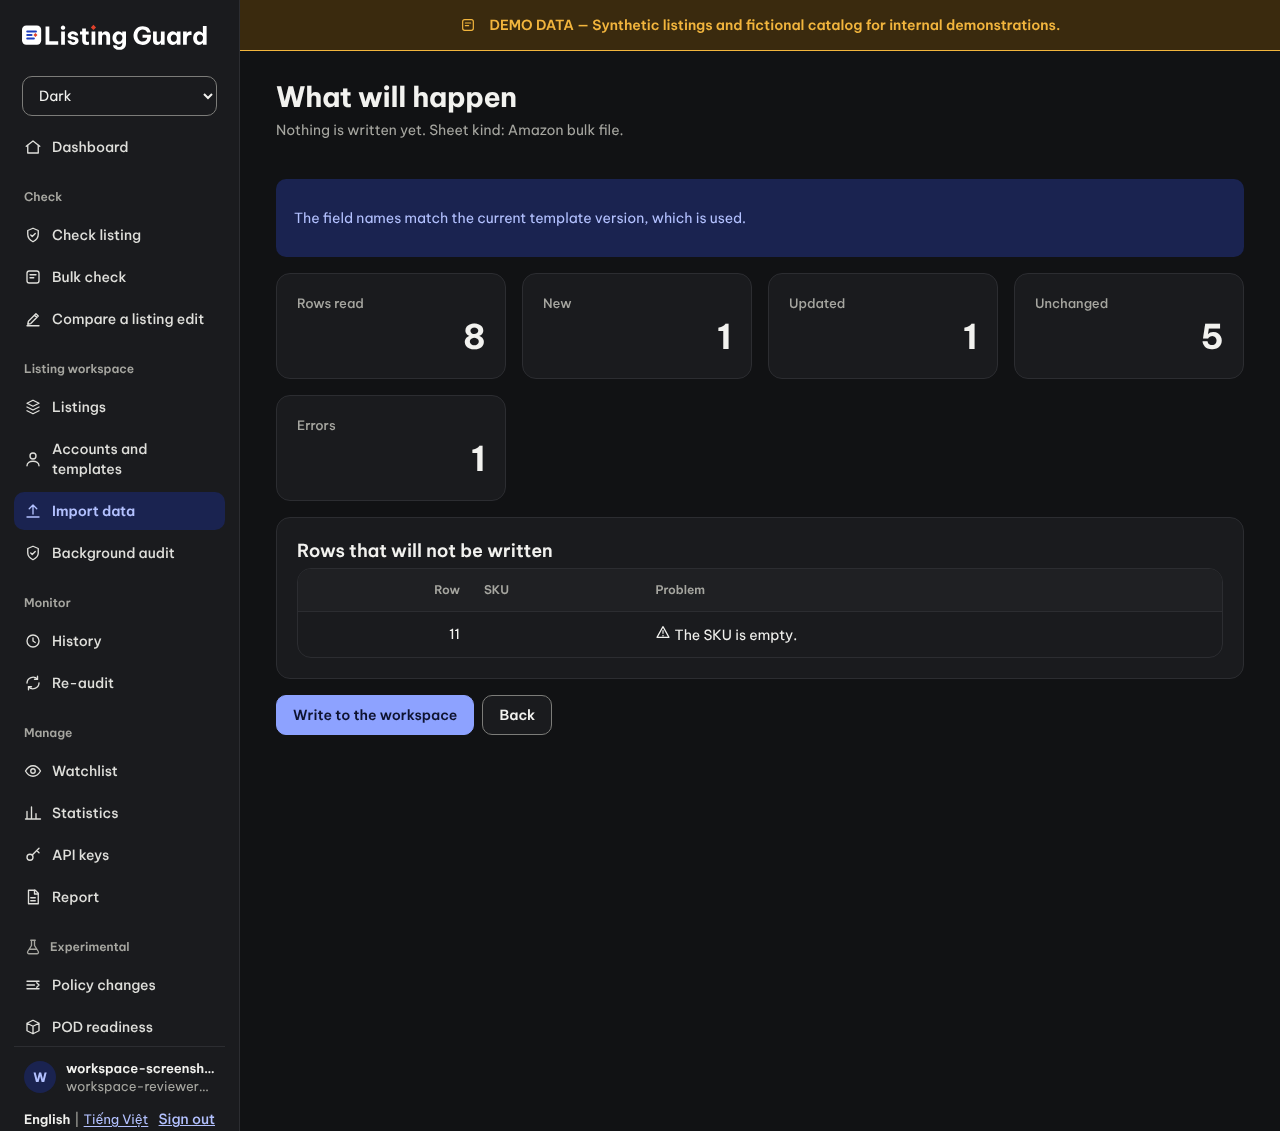 Listing Guard
Dark
Dashboard
Check
Check listing
Bulk check
Compare a listing edit
Listing workspace
Listings
Accounts and
templates
Import data
Background audit
Monitor
History
Re-audit
Manage
Watchlist
Statistics
API keys
Report
Experimental
Policy changes
POD readiness
W
workspace-screensh...
workspace-reviewer...
English | Tiếng Việt Sign out
DEMO DATA — Synthetic listings and fictional catalog for internal demonstrations.
What will happen
Nothing is written yet. Sheet kind: Amazon bulk file.
The field names match the current template version, which is used.
Rows read
8
New
1
Updated
1
Unchanged
5
Errors
1
Rows that will not be written
Row SKU Problem
11 The SKU is empty.
Write to the workspace Back